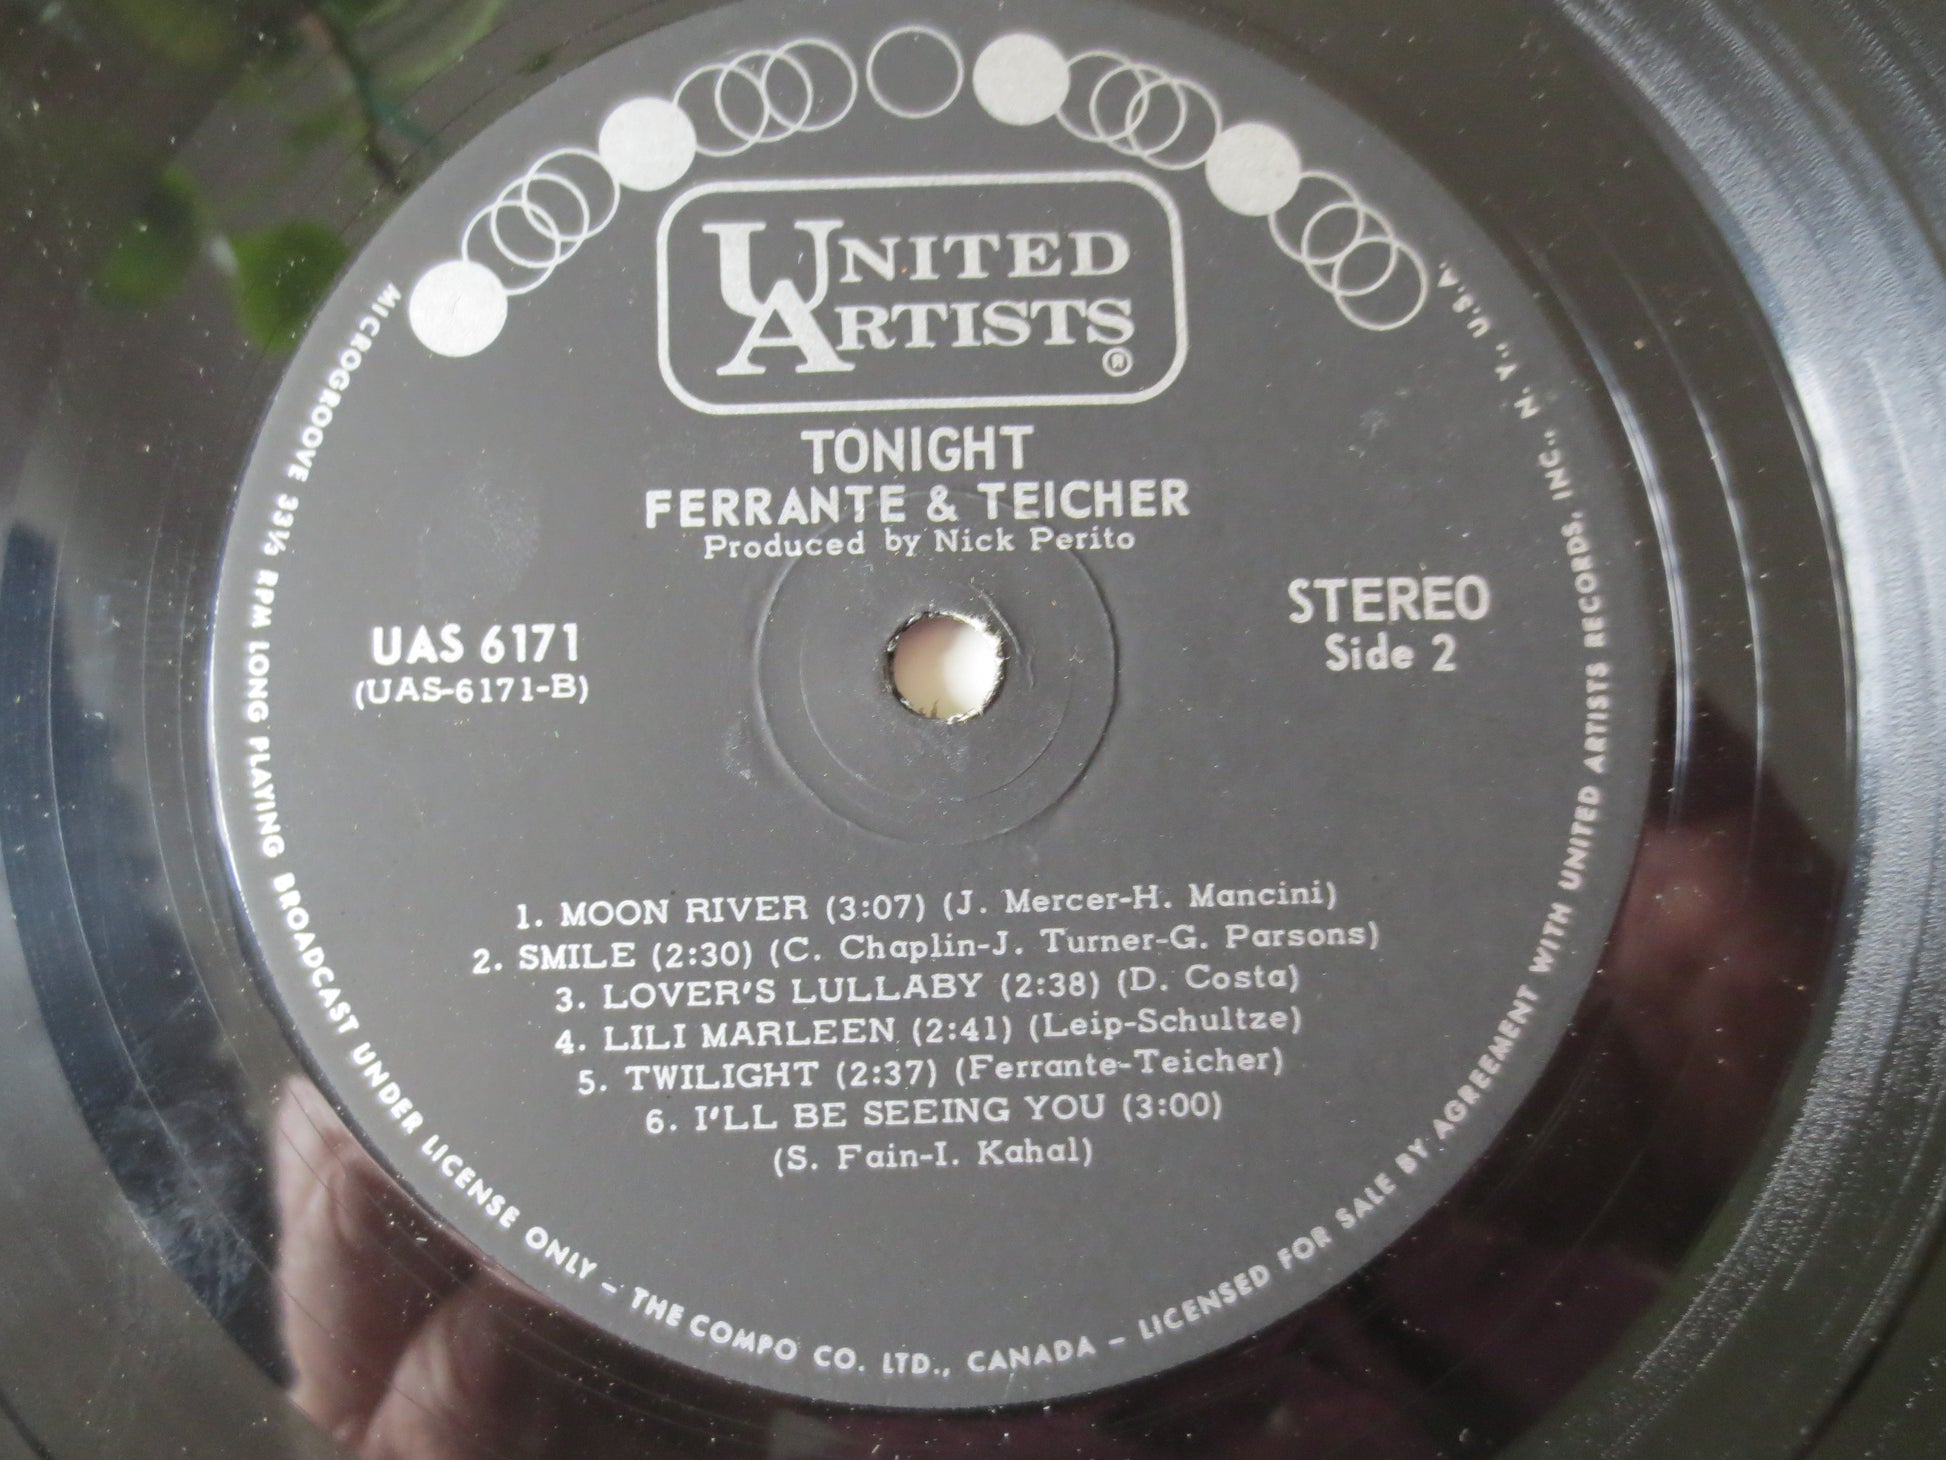 UNITED
ARTISTS
®
TONIGHT
FERRANTE & TEICHER
Produced by Nick Perito
UAS 6171
(UAS-6171-B)
STEREO
Side 2
1. MOON RIVER (3:07) (J. Mercer-H. Mancini)
2. SMILE (2:30) (C. Chaplin-J. Turner-G. Parsons)
3. LOVER'S LULLABY (2:38) (D. Costa)
4. LILI MARLEEN (2:41) (Leip-Schultze)
5. TWILIGHT (2:37) (Ferrante-Teicher)
6. I'LL BE SEEING YOU (3:00)
(S. Fain-I. Kahal)
MICROGROOVE 33⅓ RPM LONG PLAYING BROADCAST UNDER LICENSE ONLY – THE COMPO CO. LTD., CANADA – LICENSED FOR SALE BY AGREEMENT WITH UNITED ARTISTS RECORDS, INC., N. Y., U.S.A.